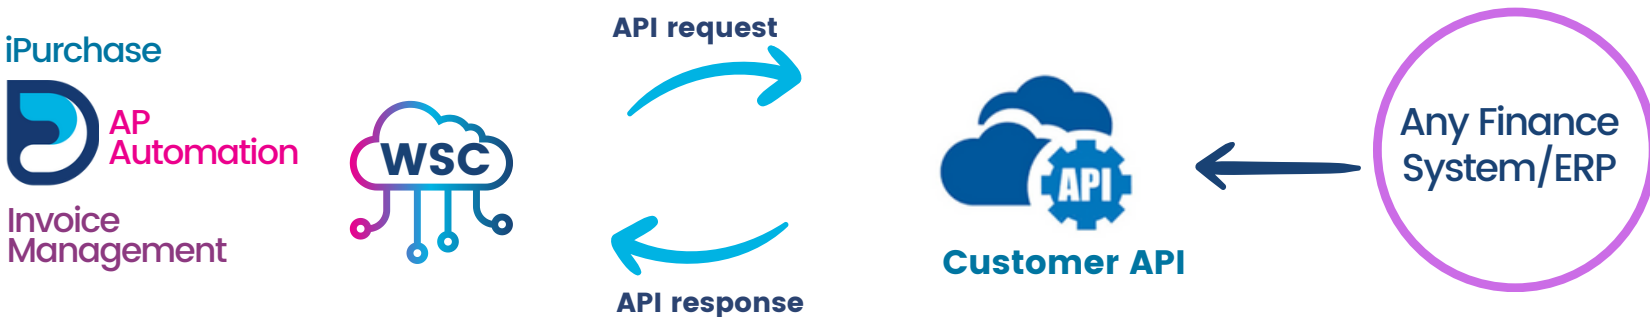 iPurchase
AP
Automation
Invoice
Management
WSC
API request
API response
API
Customer API
Any Finance
System/ERP